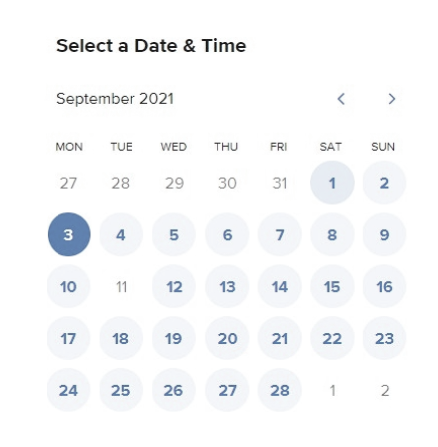 Select a Date & Time
September 2021
MON TUE WED THU FRI SAT SUN
27 28 29 30 31 1 2
3 4 5 6 7 8 9
10 11 12 13 14 15 16
17 18 19 20 21 22 23
24 25 26 27 28 1 2